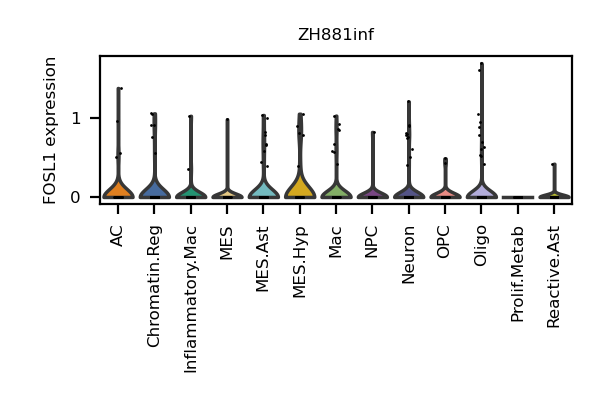 ZH881inf
FOSL1 expression
1
0
AC
Chromatin.Reg
Inflammatory.Mac
MES
MES.Ast
MES.Hyp
Mac
NPC
Neuron
OPC
Oligo
Prolif.Metab
Reactive.Ast